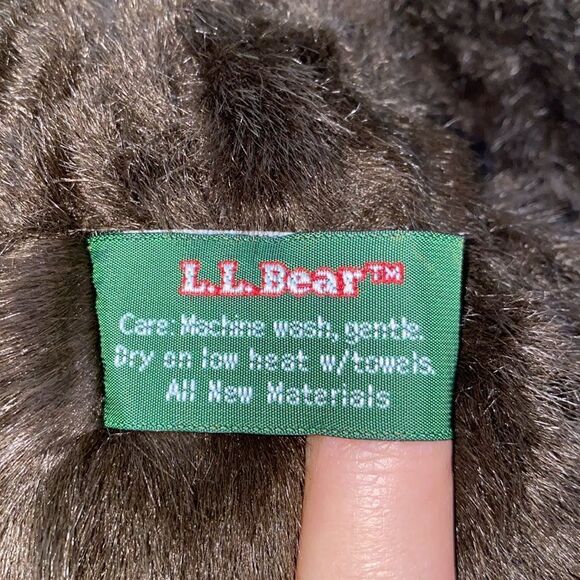 L.L.Bear™
Care: Machine wash, gentle.
Dry on low heat w/towels.
All New Materials